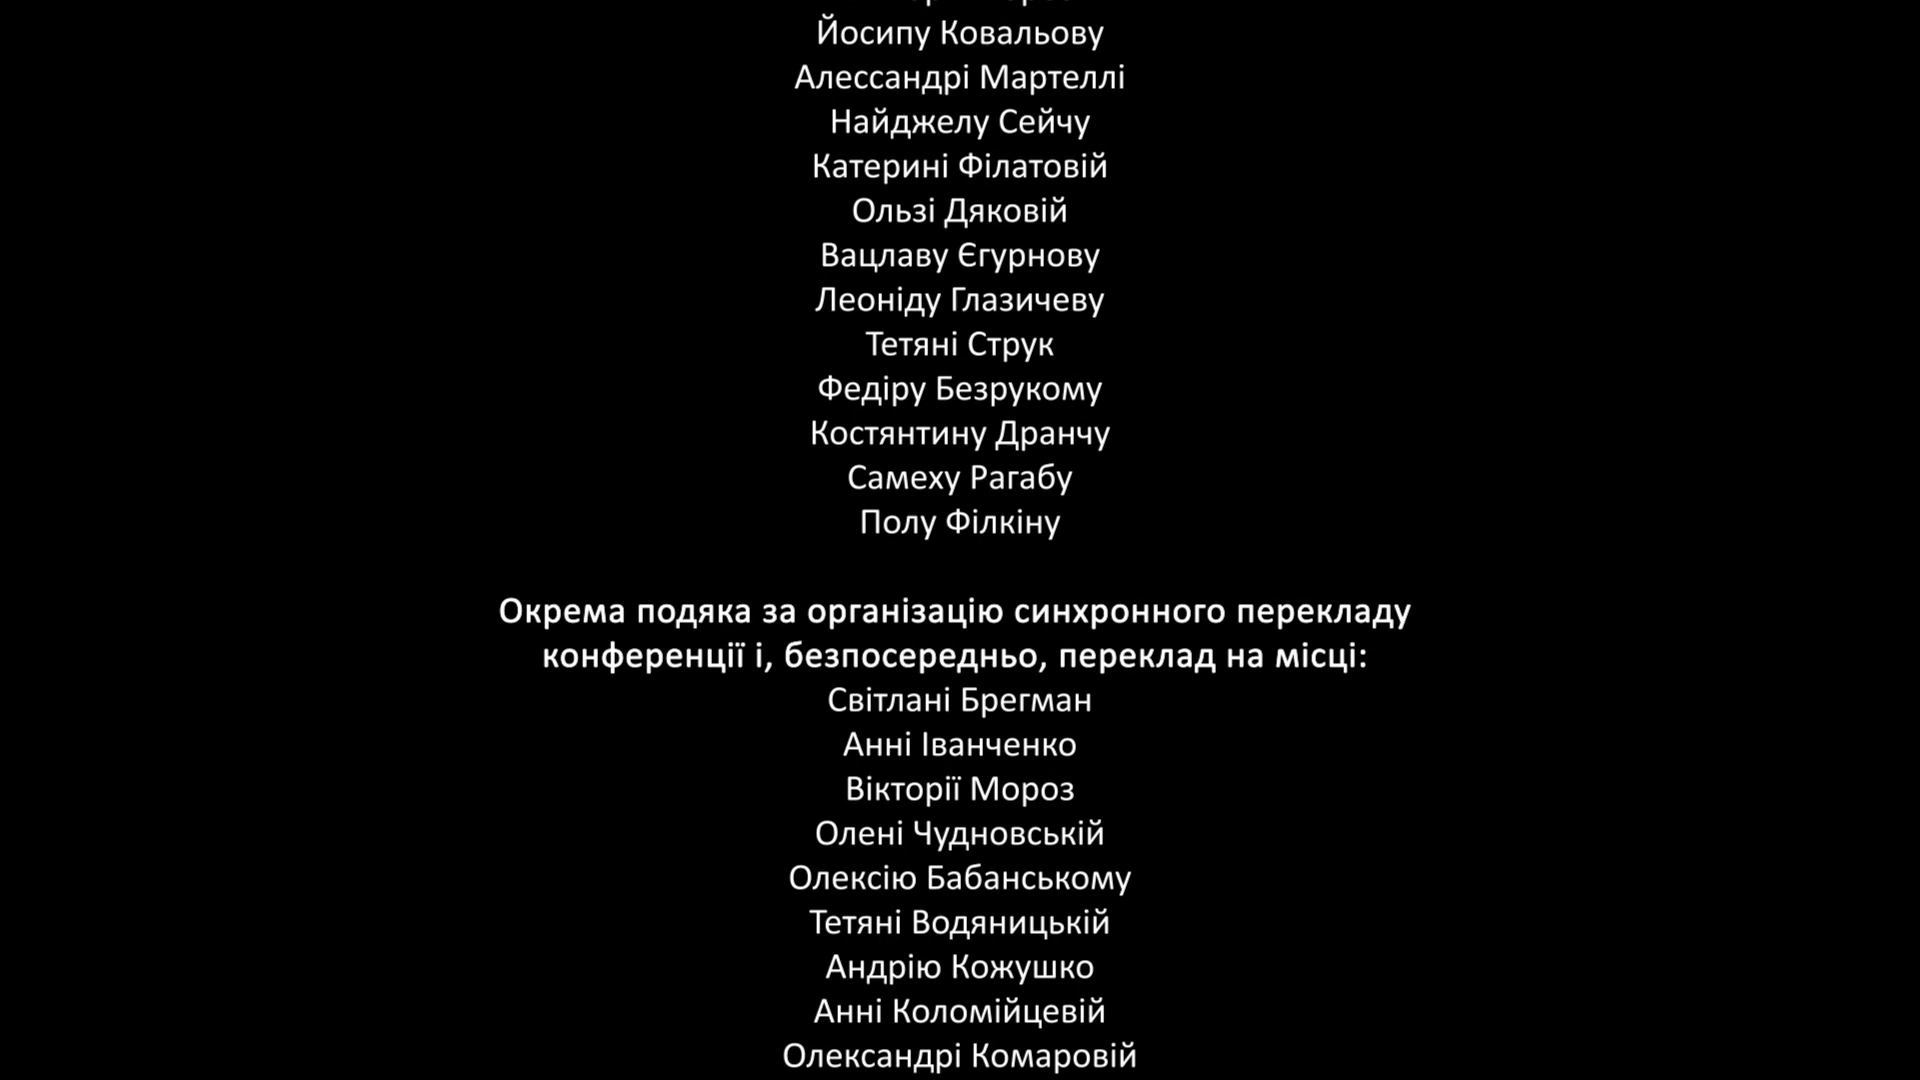 Йосипу Ковальову
Алессандрі Мартеллі
Найджелу Сейчу
Катерині Філатовій
Ользі Дяковій
Вацлаву Єгурнову
Леоніду Глазичеву
Тетяні Струк
Федіру Безрукому
Костянтину Дранчу
Самеху Рагабу
Полу Філкіну
Окрема подяка за організацію синхронного перекладу
конференції і, безпосередньо, переклад на місці:
Світлані Брегман
Анні Іванченко
Вікторії Мороз
Олені Чудновській
Олексію Бабанському
Тетяні Водяницькій
Андрію Кожушко
Анні Коломійцевій
Олександрі Комаровій